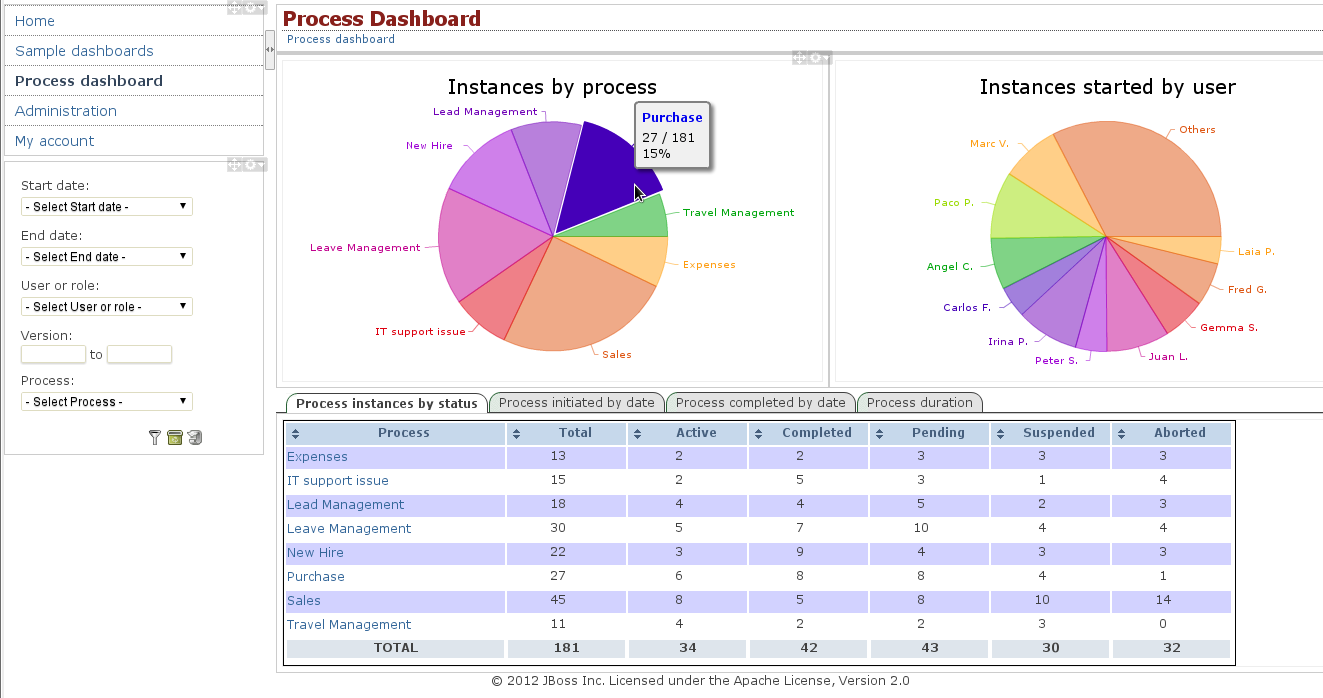 Home
Sample dashboards
Process dashboard
Administration
My account
Start date:
- Select Start date -
End date:
- Select End date -
User or role:
- Select User or role -
Version:
to
Process:
- Select Process -
Process Dashboard
Process dashboard
Instances by process
Lead Management
Purchase
27 / 181
15%
New Hire
Travel Management
Leave Management
Expenses
IT support issue
Sales
Instances started by user
Others
Marc V.
Paco P.
Laia P.
Angel C.
Fred G.
Carlos F.
Gemma S.
Irina P.
Juan L.
Peter S.
Process instances by status Process initiated by date Process completed by date Process duration
Process Total Active Completed Pending Suspended Aborted
Expenses 13 2 2 3 3 3
IT support issue 15 2 5 3 1 4
Lead Management 18 4 4 5 2 3
Leave Management 30 5 7 10 4 4
New Hire 22 3 9 4 3 3
Purchase 27 6 8 8 4 1
Sales 45 8 5 8 10 14
Travel Management 11 4 2 2 3 0
TOTAL 181 34 42 43 30 32
© 2012 JBoss Inc. Licensed under the Apache License, Version 2.0